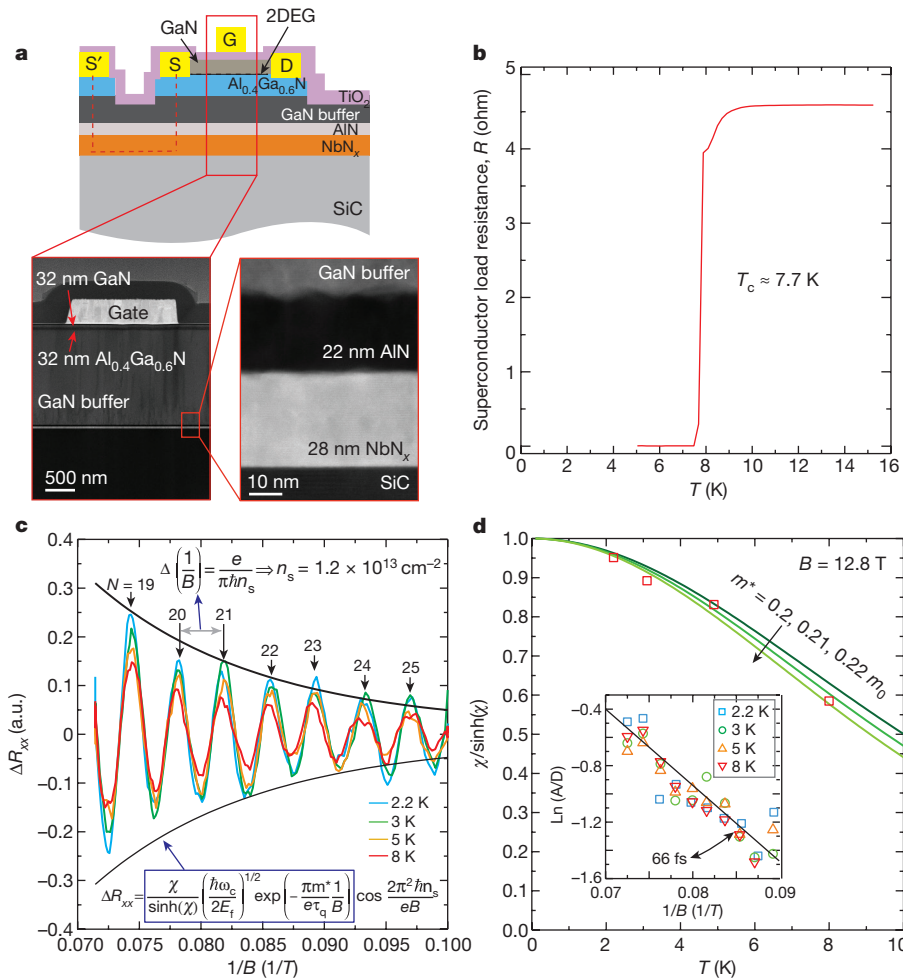 a
GaN
G
2DEG
S′
S
D
Al0.4Ga0.6N
TiO2
GaN buffer
AlN
NbNx
SiC
32 nm GaN
Gate
32 nm Al0.4Ga0.6N
GaN buffer
500 nm
GaN buffer
22 nm AlN
28 nm NbNx
10 nm
SiC
b
Superconductor load resistance, R (ohm)
5
4
3
2
1
0
Tc ≈ 7.7 K
0 2 4 6 8 10 12 14 16
T (K)
c
ΔRxx (a.u.)
0.4
0.3
0.2
0.1
0
−0.1
−0.2
−0.3
−0.4
Δ(1/B) = e/πħns ⇒ ns = 1.2 × 10^13 cm^−2
N = 19
20
21
22
23
24
25
2.2 K
3 K
5 K
8 K
ΔRxx = χ/sinh(χ) (ħωc/2Ef)^1/2 exp(−πm*/eτq 1/B) cos 2π²ħns/eB
0.070 0.075 0.080 0.085 0.090 0.095 0.100
1/B (1/T)
d
χ/sinh(χ)
1.0
0.9
0.8
0.7
0.6
0.5
0.4
0.3
0.2
0.1
0.0
B = 12.8 T
m* = 0.2, 0.21, 0.22 m0
Ln (A/D)
−0.4
−0.8
−1.2
−1.6
2.2 K
3 K
5 K
8 K
66 fs
0.07 0.08 0.09
1/B (1/T)
0 2 4 6 8 10
T (K)